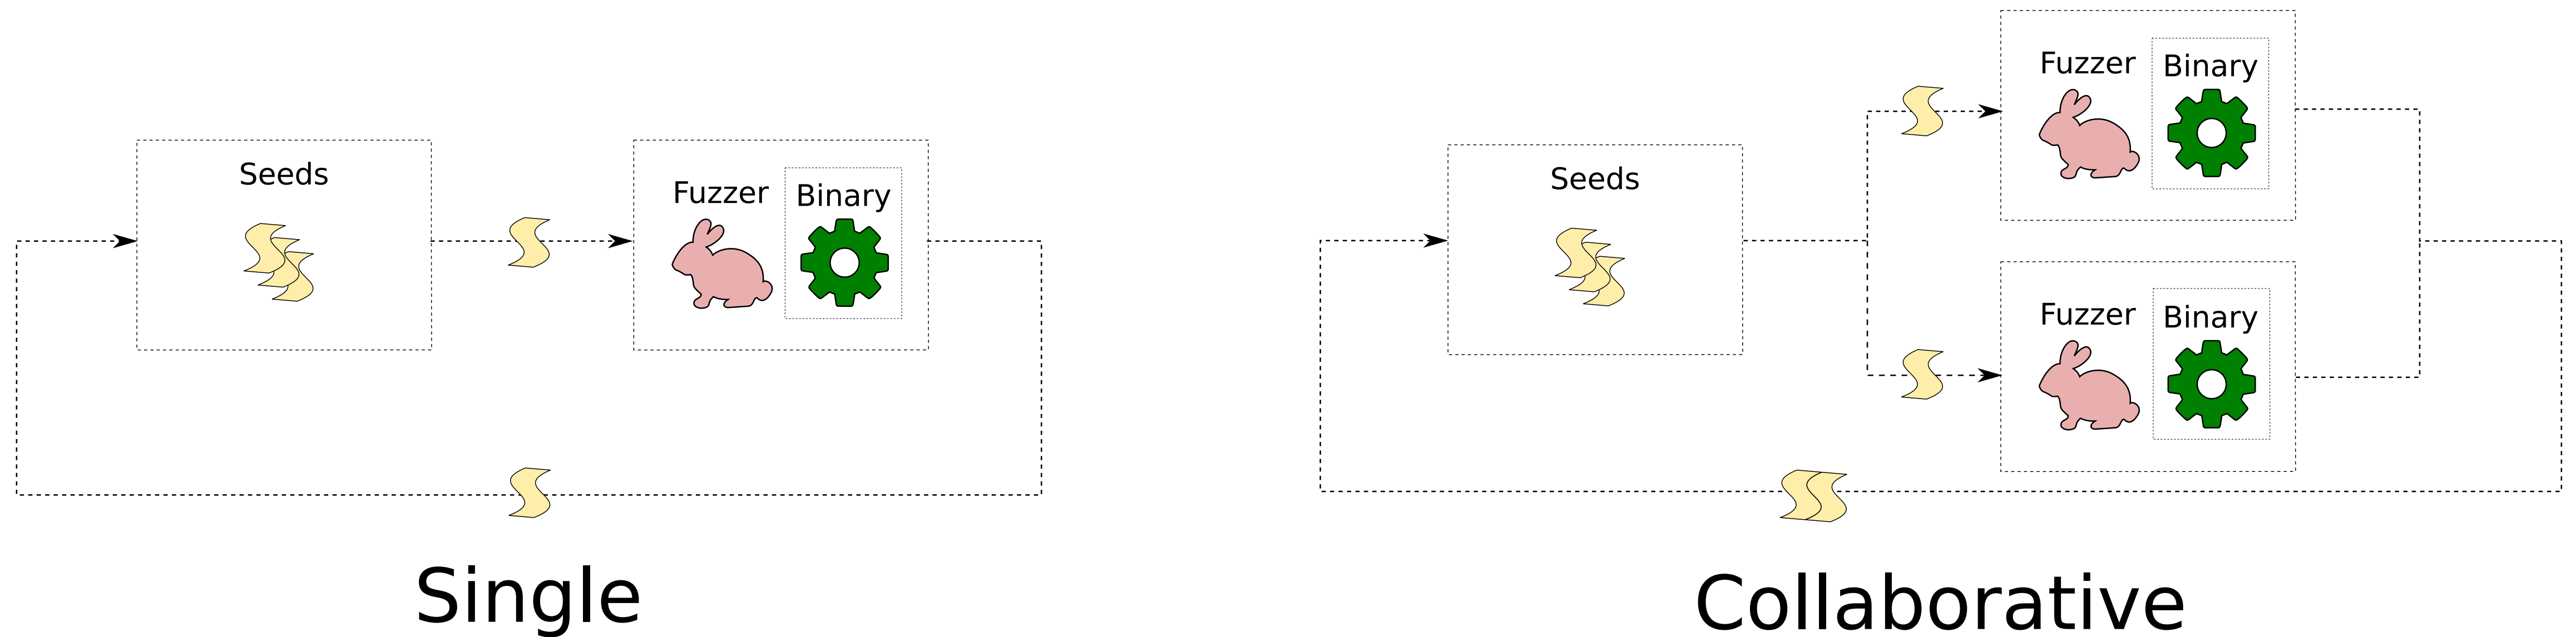 Seeds
Fuzzer
Binary
Single
Seeds
Fuzzer
Binary
Fuzzer
Binary
Collaborative